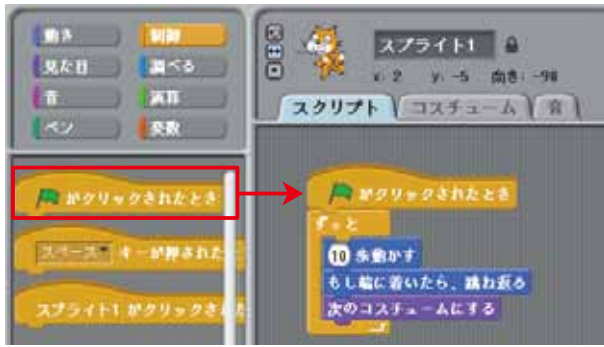 動き
制御
見た目
調べる
音
演算
ペン
変数
スプライト1
x: 2 y: -5 向き: -90
スクリプト
コスチューム
音
がクリックされたとき
スペース キーが押された
スプライト1 がクリックされた
がクリックされたとき
ずっと
10 歩動かす
もし端に着いたら、跳ね返る
次のコスチュームにする